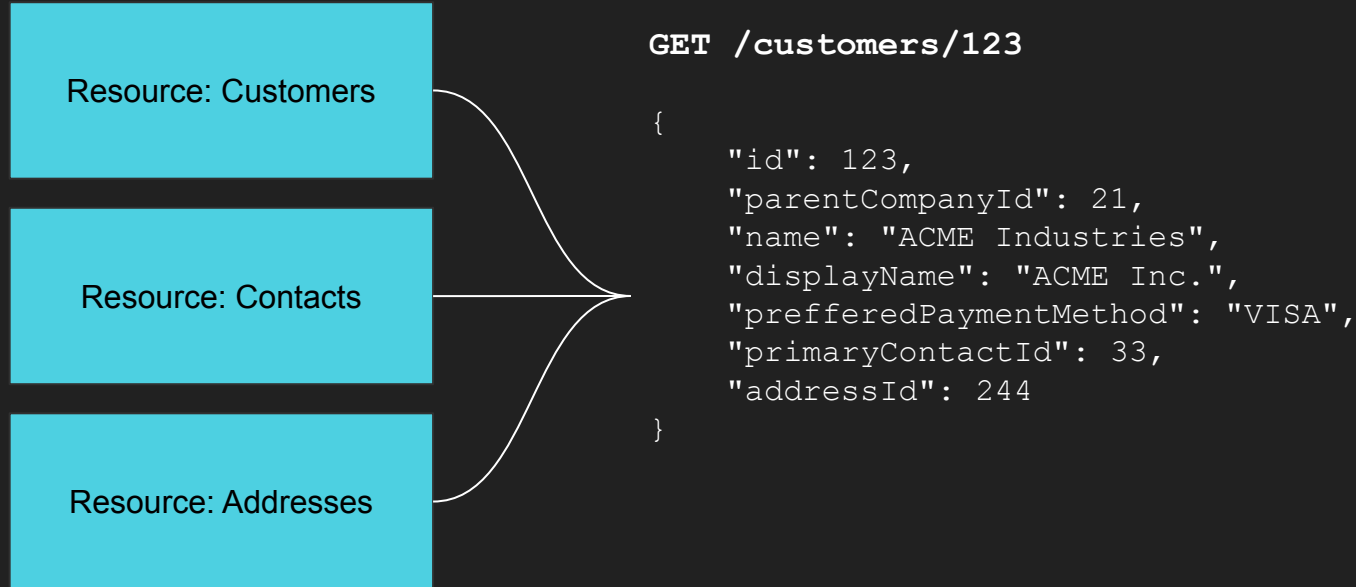 Resource: Customers
Resource: Contacts
Resource: Addresses
GET /customers/123
{
    "id": 123,
    "parentCompanyId": 21,
    "name": "ACME Industries",
    "displayName": "ACME Inc.",
    "prefferedPaymentMethod": "VISA",
    "primaryContactId": 33,
    "addressId": 244
}